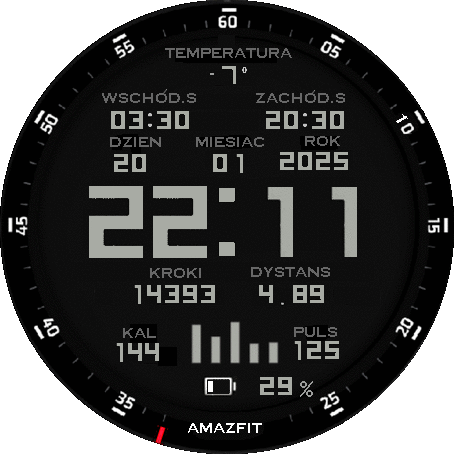 60
55 05
TEMPERATURA
-7°
WSCHÓD.S ZACHÓD.S
50 03:30 20:30 10
DZIEN MIESIAC ROK
20 01 2025
45 22:11 15
KROKI DYSTANS
14393 4.89
40 KAL PULS 20
144 125
29 %
35 25
AMAZFIT